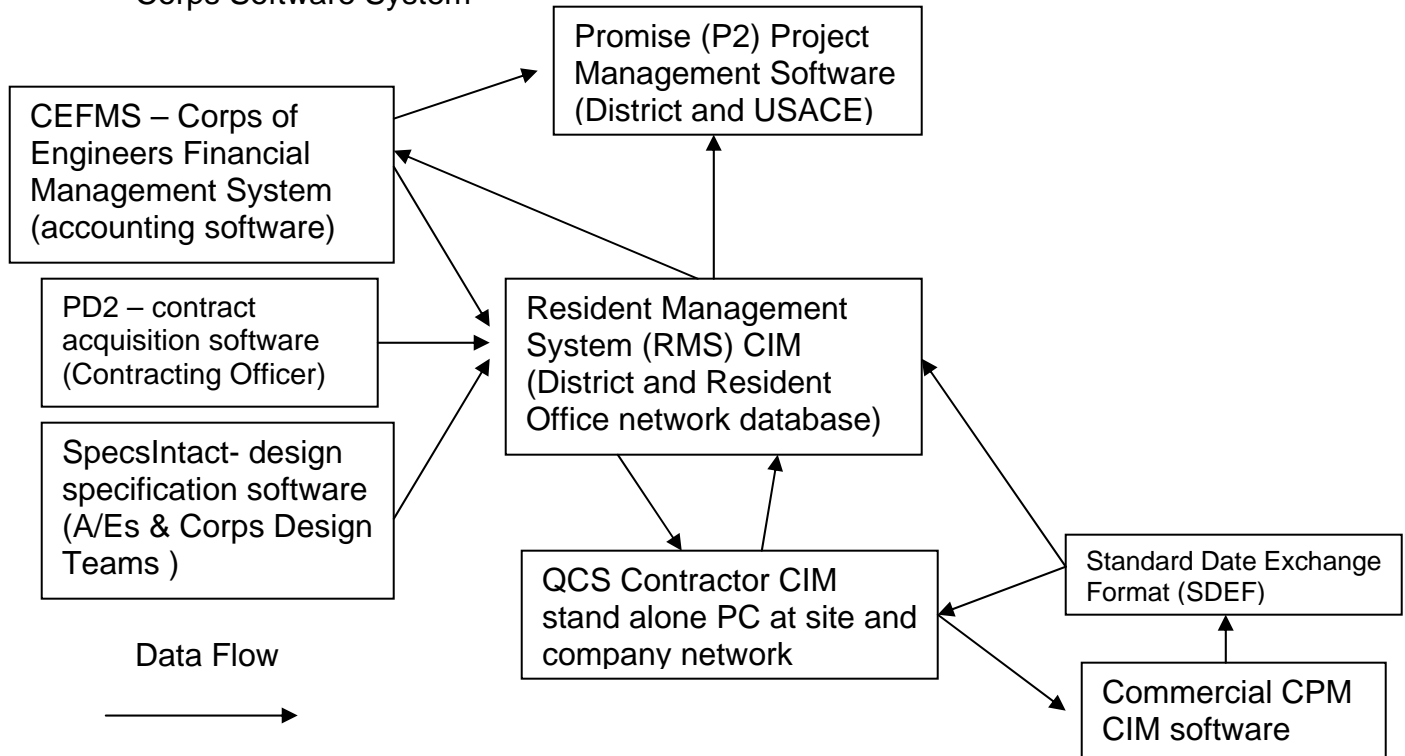 Corps Software System
Promise (P2) Project
Management Software
(District and USACE)
CEFMS – Corps of
Engineers Financial
Management System
(accounting software)
PD2 – contract
acquisition software
(Contracting Officer)
Resident Management
System (RMS) CIM
(District and Resident
Office network database)
SpecsIntact- design
specification software
(A/Es & Corps Design
Teams )
QCS Contractor CIM
stand alone PC at site and
company network
Standard Date Exchange
Format (SDEF)
Data Flow
Commercial CPM
CIM software